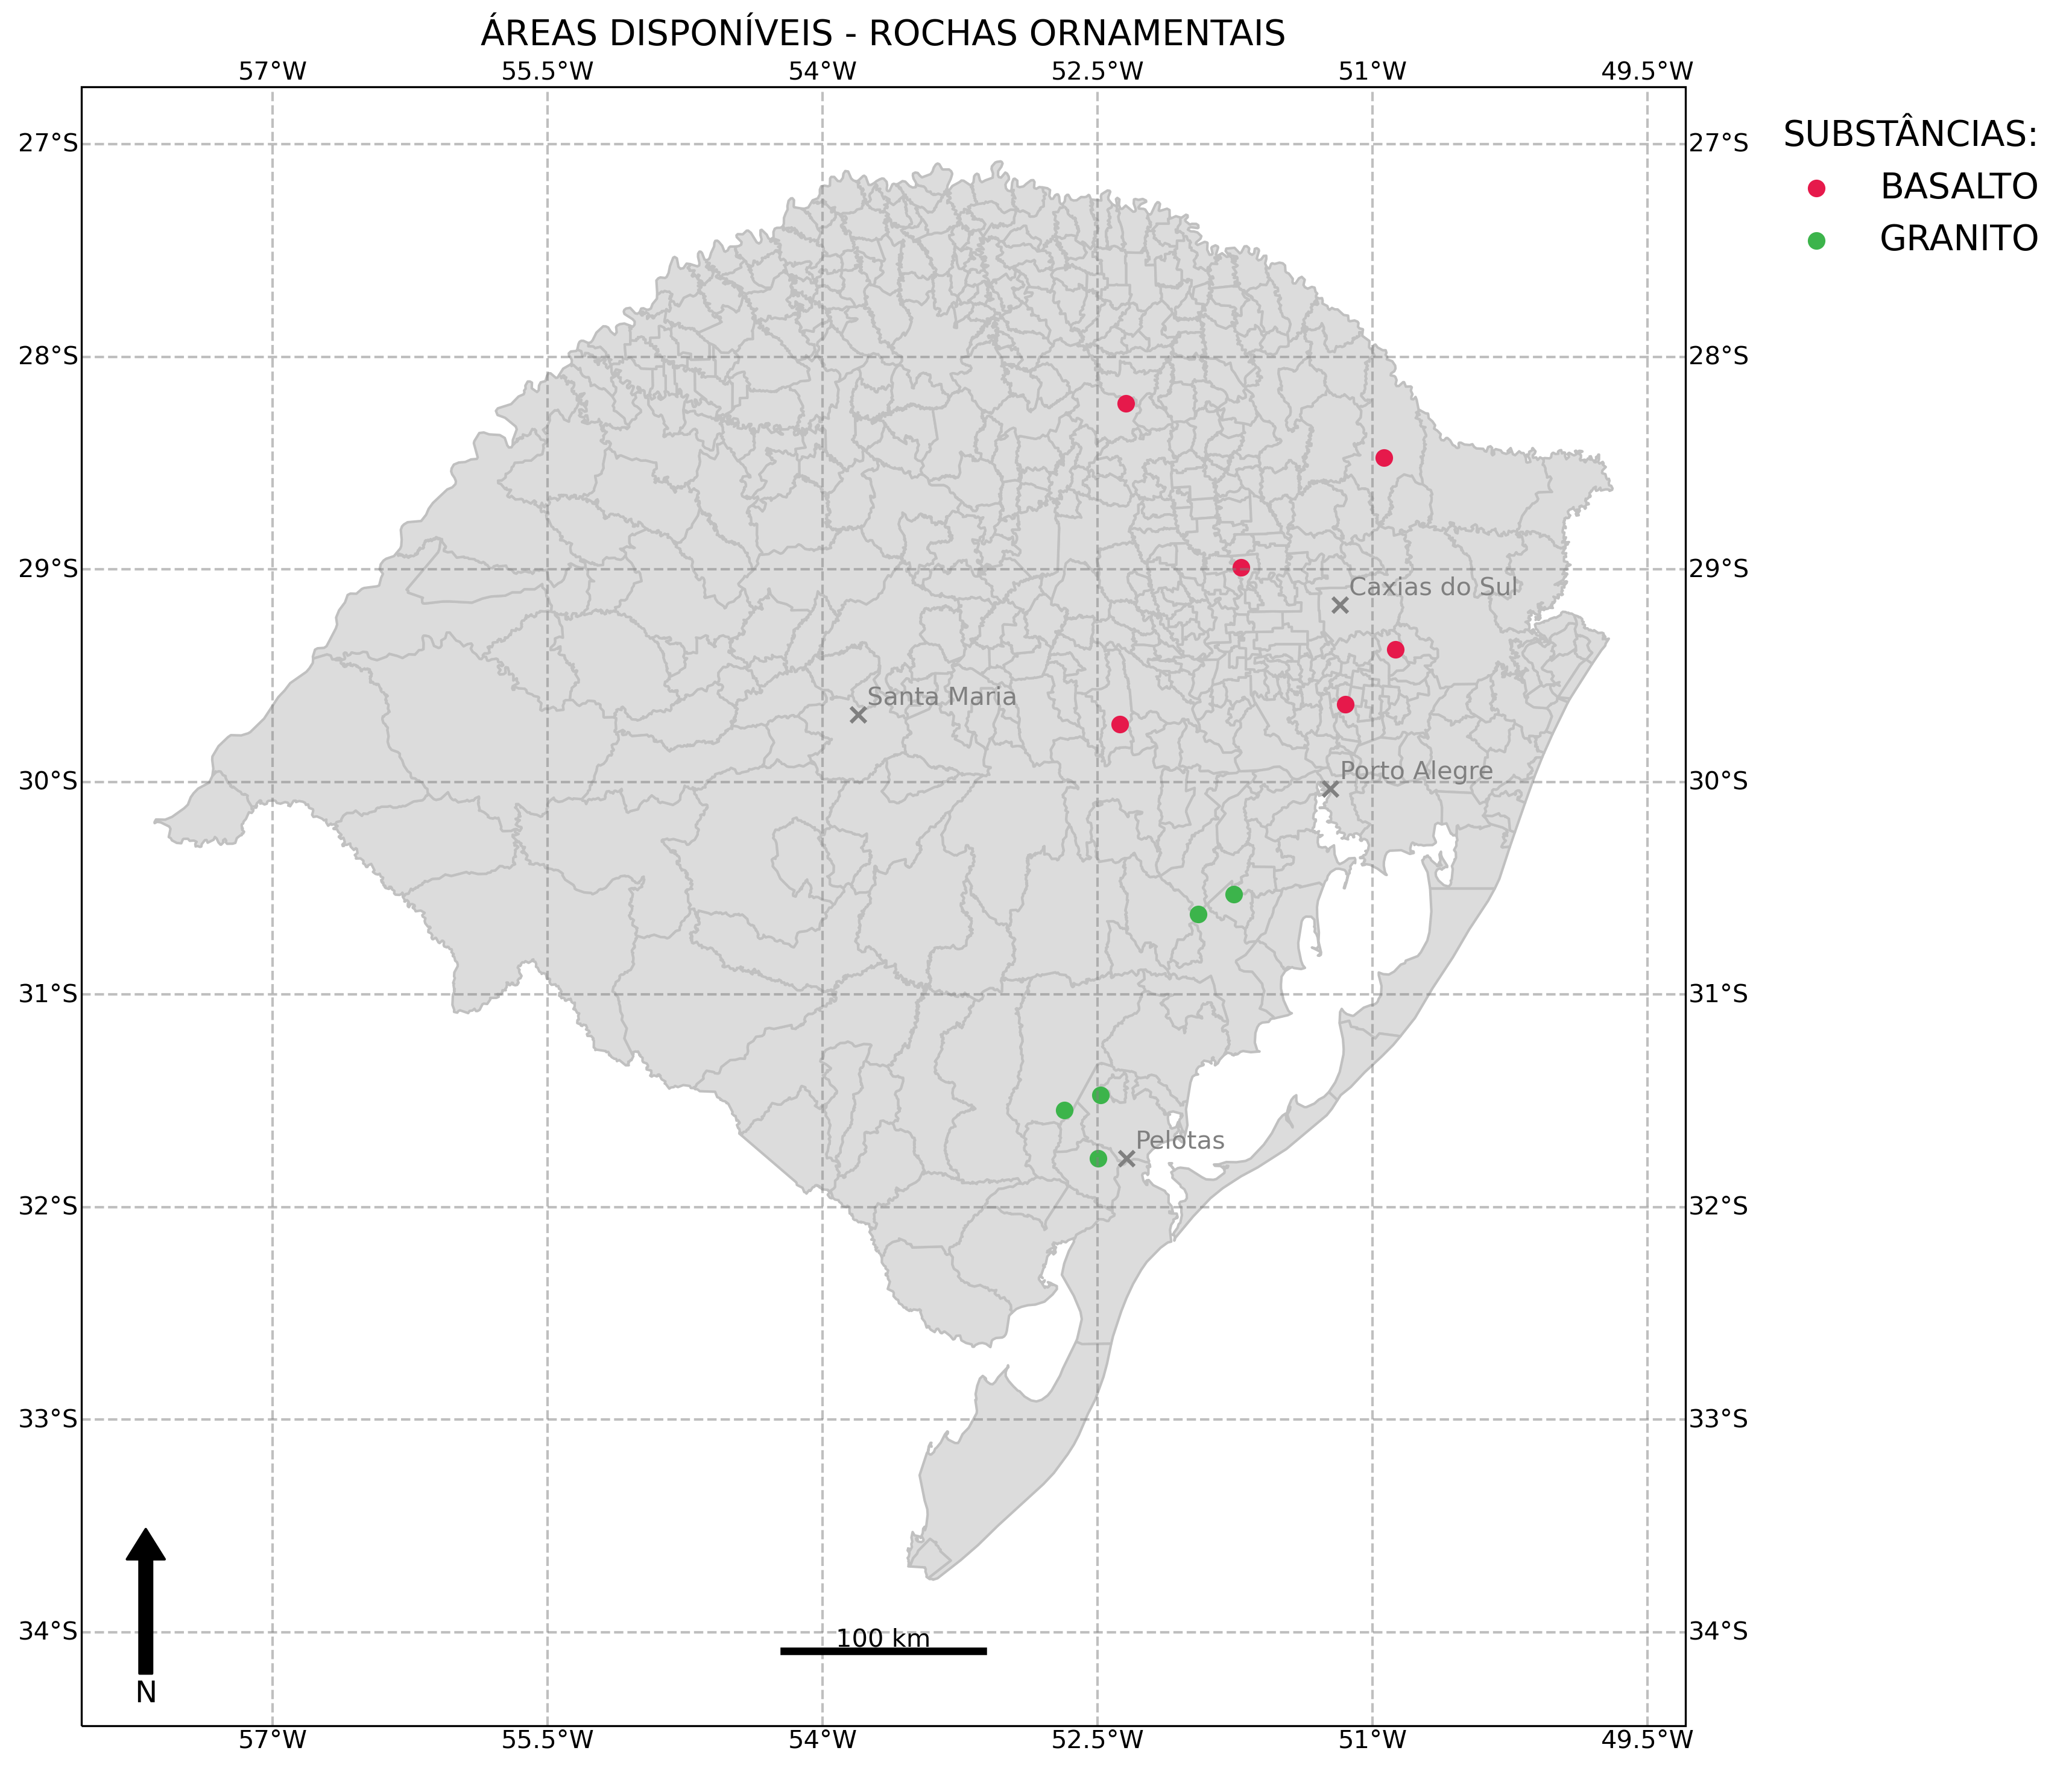 ÁREAS DISPONÍVEIS - ROCHAS ORNAMENTAIS
57°W 55.5°W 54°W 52.5°W 51°W 49.5°W
SUBSTÂNCIAS:
BASALTO
GRANITO
27°S 27°S
28°S 28°S
29°S 29°S
Caxias do Sul
Santa Maria
Porto Alegre
30°S 30°S
31°S 31°S
Pelotas
32°S 32°S
33°S 33°S
34°S 34°S
100 km
N
57°W 55.5°W 54°W 52.5°W 51°W 49.5°W